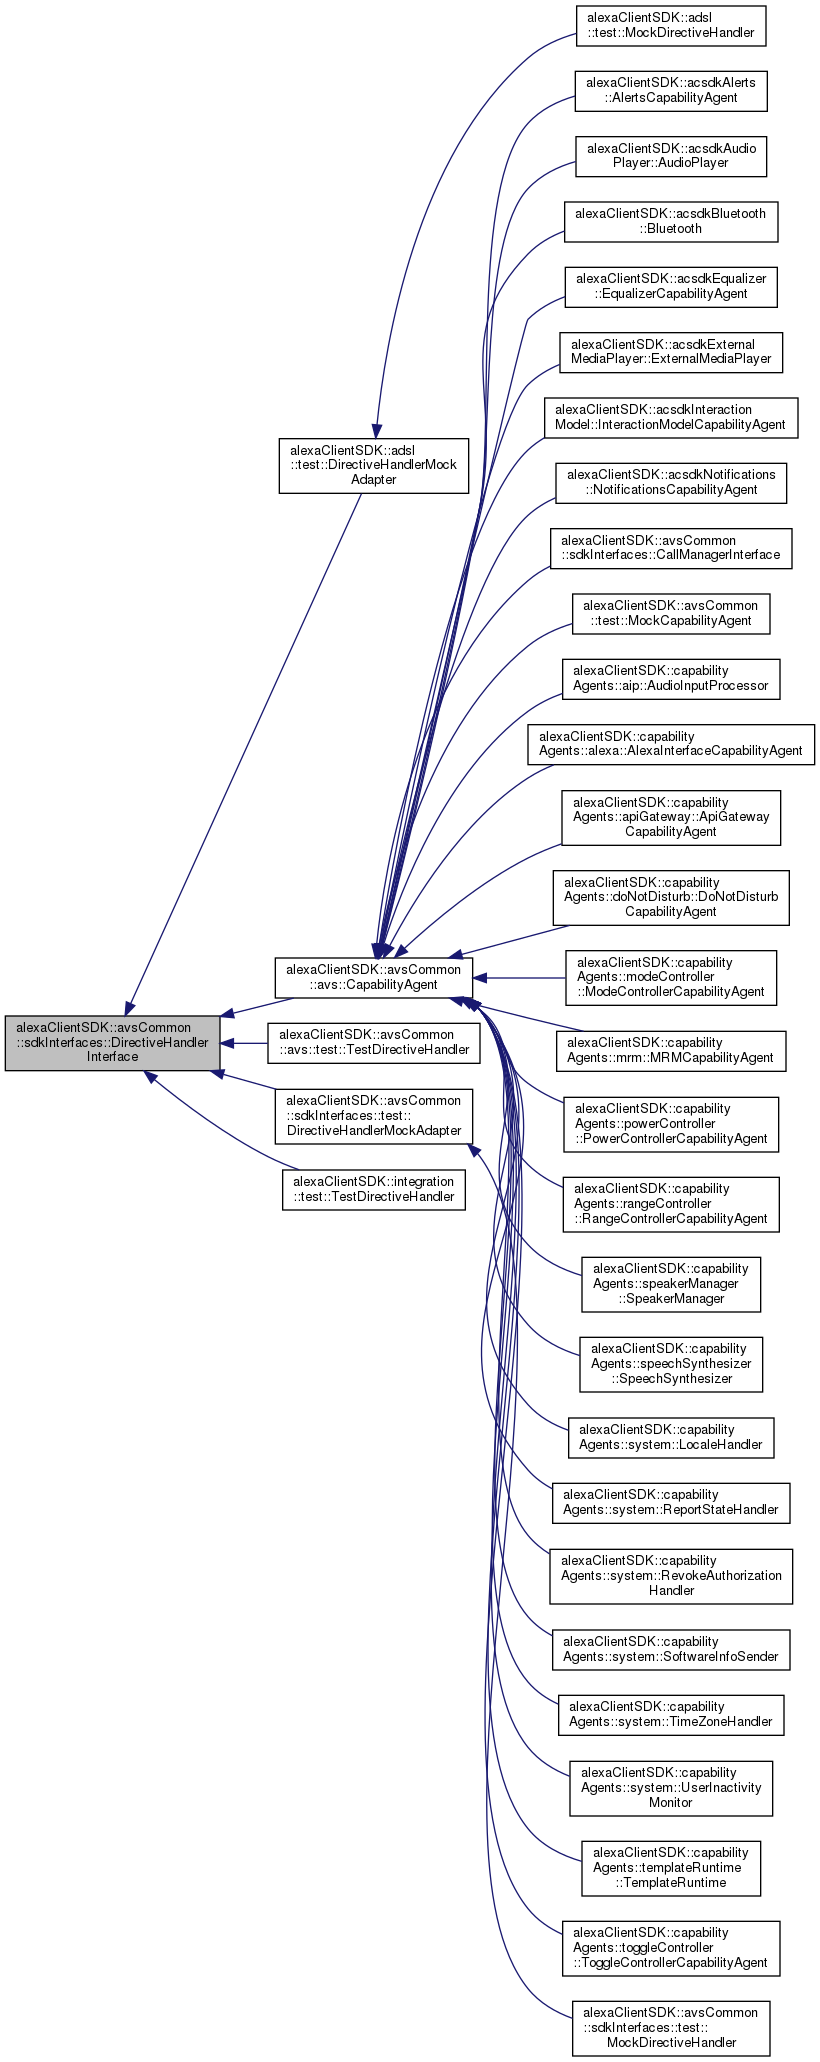 alexaClientSDK::adsl
::test::MockDirectiveHandler
alexaClientSDK::acsdkAlerts
::AlertsCapabilityAgent
alexaClientSDK::acsdkAudio
Player::AudioPlayer
alexaClientSDK::acsdkBluetooth
::Bluetooth
alexaClientSDK::acsdkEqualizer
::EqualizerCapabilityAgent
alexaClientSDK::acsdkExternal
MediaPlayer::ExternalMediaPlayer
alexaClientSDK::acsdkInteraction
Model::InteractionModelCapabilityAgent
alexaClientSDK::adsl
::test::DirectiveHandlerMock
Adapter
alexaClientSDK::acsdkNotifications
::NotificationsCapabilityAgent
alexaClientSDK::avsCommon
::sdkInterfaces::CallManagerInterface
alexaClientSDK::avsCommon
::test::MockCapabilityAgent
alexaClientSDK::capability
Agents::aip::AudioInputProcessor
alexaClientSDK::capability
Agents::alexa::AlexaInterfaceCapabilityAgent
alexaClientSDK::capability
Agents::apiGateway::ApiGateway
CapabilityAgent
alexaClientSDK::capability
Agents::doNotDisturb::DoNotDisturb
CapabilityAgent
alexaClientSDK::avsCommon
::avs::CapabilityAgent
alexaClientSDK::capability
Agents::modeController
::ModeControllerCapabilityAgent
alexaClientSDK::avsCommon
::sdkInterfaces::DirectiveHandler
Interface
alexaClientSDK::avsCommon
::avs::test::TestDirectiveHandler
alexaClientSDK::capability
Agents::mrm::MRMCapabilityAgent
alexaClientSDK::avsCommon
::sdkInterfaces::test::
DirectiveHandlerMockAdapter
alexaClientSDK::capability
Agents::powerController
::PowerControllerCapabilityAgent
alexaClientSDK::integration
::test::TestDirectiveHandler
alexaClientSDK::capability
Agents::rangeController
::RangeControllerCapabilityAgent
alexaClientSDK::capability
Agents::speakerManager
::SpeakerManager
alexaClientSDK::capability
Agents::speechSynthesizer
::SpeechSynthesizer
alexaClientSDK::capability
Agents::system::LocaleHandler
alexaClientSDK::capability
Agents::system::ReportStateHandler
alexaClientSDK::capability
Agents::system::RevokeAuthorization
Handler
alexaClientSDK::capability
Agents::system::SoftwareInfoSender
alexaClientSDK::capability
Agents::system::TimeZoneHandler
alexaClientSDK::capability
Agents::system::UserInactivity
Monitor
alexaClientSDK::capability
Agents::templateRuntime
::TemplateRuntime
alexaClientSDK::capability
Agents::toggleController
::ToggleControllerCapabilityAgent
alexaClientSDK::avsCommon
::sdkInterfaces::test::
MockDirectiveHandler